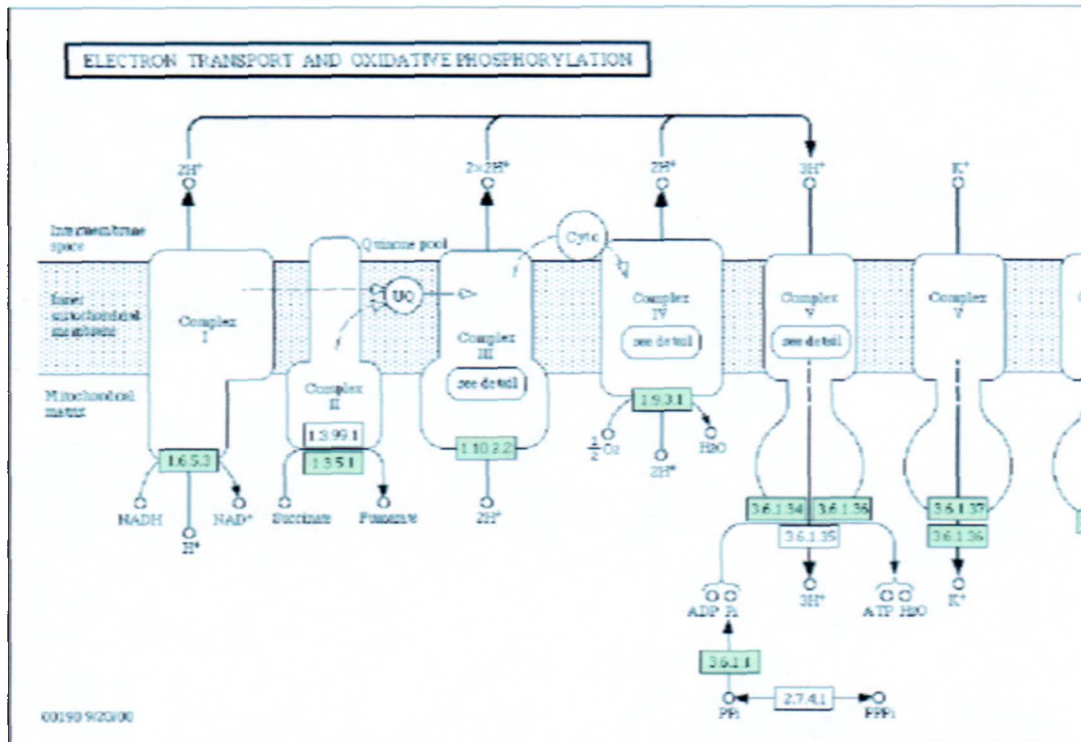 ELECTRON TRANSPORT AND OXIDATIVE PHOSPHORYLATION
2H⁺
2×2H⁺
2H⁺
3H⁺
K⁺
Intermembrane
space
Quinone pool
Cytc
Inner
mitochondrial
membrane
UQ
Complex
I
Complex
III
see detail
Complex
IV
see detail
Complex
V
see detail
Complex
V
Mitochondrial
matrix
Complex
II
1.3.99.1
1.3.5.1
1.6.5.3
1.10.2.2
1.9.3.1
NADH
NAD⁺
H⁺
Succinate
Fumarate
2H⁺
1/2 O2
2H⁺
H2O
3.6.1.34
3.6.1.36
3.6.1.35
3.6.1.37
3.6.1.36
ADP
Pi
3H⁺
ATP
H2O
K⁺
3.6.1.1
PPi
2.7.4.1
PPPi
00190 9/20/00